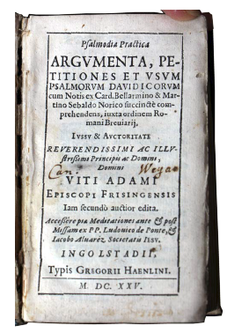 Psalmodia Practica
ARGVMENTA, PE-
TITIONES ET VSVM
PSALMORVM DAVIDICORVM
cum Notis ex Card. Bellarmino & Mar-
tino Sebaldo Norico succinctè com-
prehendens, iuxta ordinem Ro-
mani Breuiarij,
IVSSV & AVCTORITATE
REVERENDISSIMI AC ILLV-
strissimi Principis ac Domini,
Domini
Can.
VITI ADAMI
EPISCOPI FRISINGENSIS
Iam secundò auctior edita.
Accessêre piæ Meditationes ante & post
Missam ex PP. Ludouico de Ponte, &
Iacobo Aluarêz, Societatis IESV.
INGOLSTADII,
Typis GREGORII HAENLINI.
M. DC. XXV.